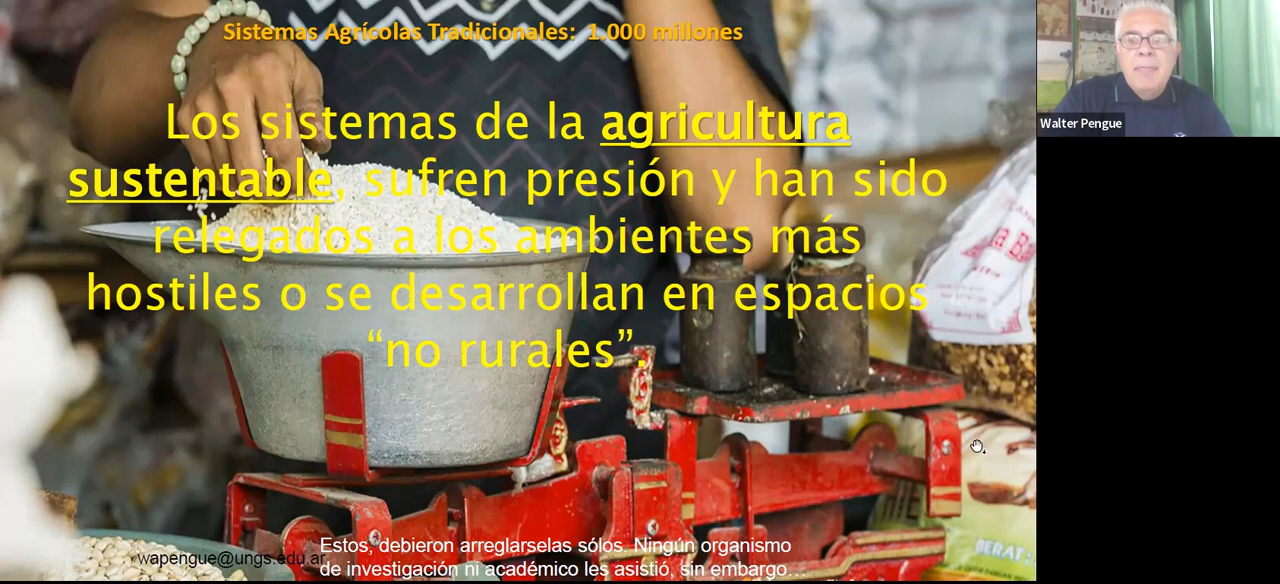 Sistemas Agrícolas Tradicionales: 1.000 millones
Los sistemas de la agricultura
sustentable, sufren presión y han sido
relegados a los ambientes más
hostiles o se desarrollan en espacios
“no rurales”.
Walter Pengue
BERAT :
wapengue@ungs.edu.ar
Estos, debieron arreglárselas sólos. Ningún organismo
de investigación ni académico les asistió, sin embargo…